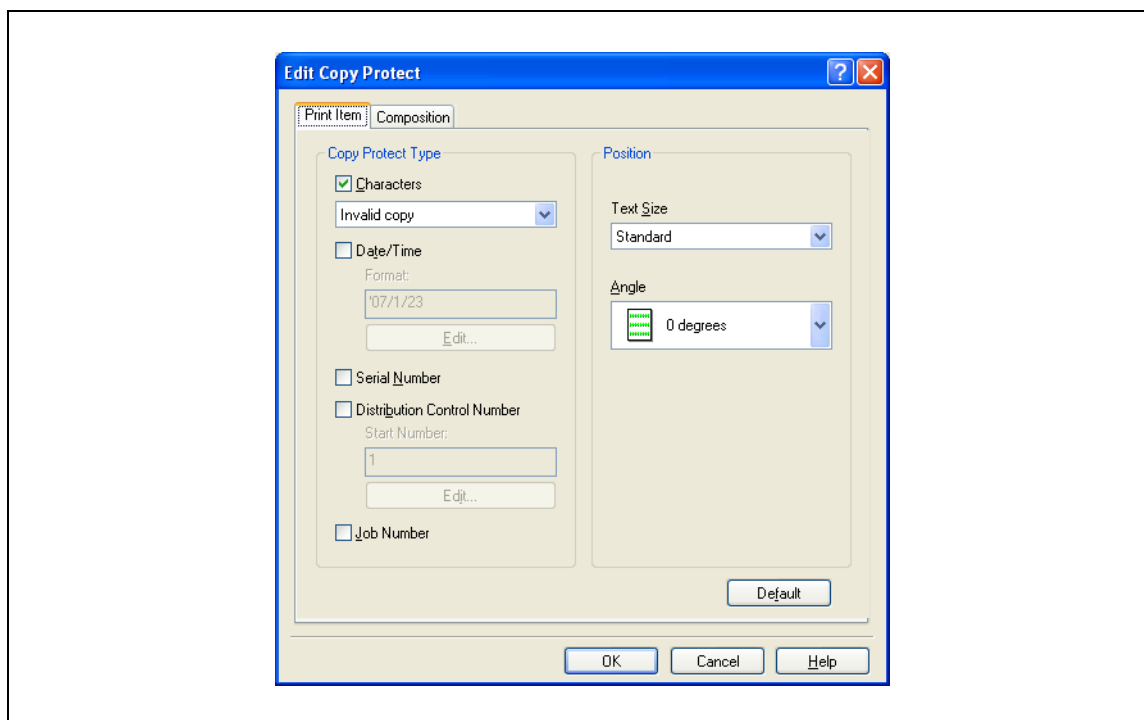 Edit Copy Protect
Print Item Composition
Copy Protect Type
Characters
Invalid copy
Date/Time
Format:
'07/1/23
Edit...
Serial Number
Distribution Control Number
Start Number:
1
Edit...
Job Number
Position
Text Size
Standard
Angle
0 degrees
Default
OK Cancel Help